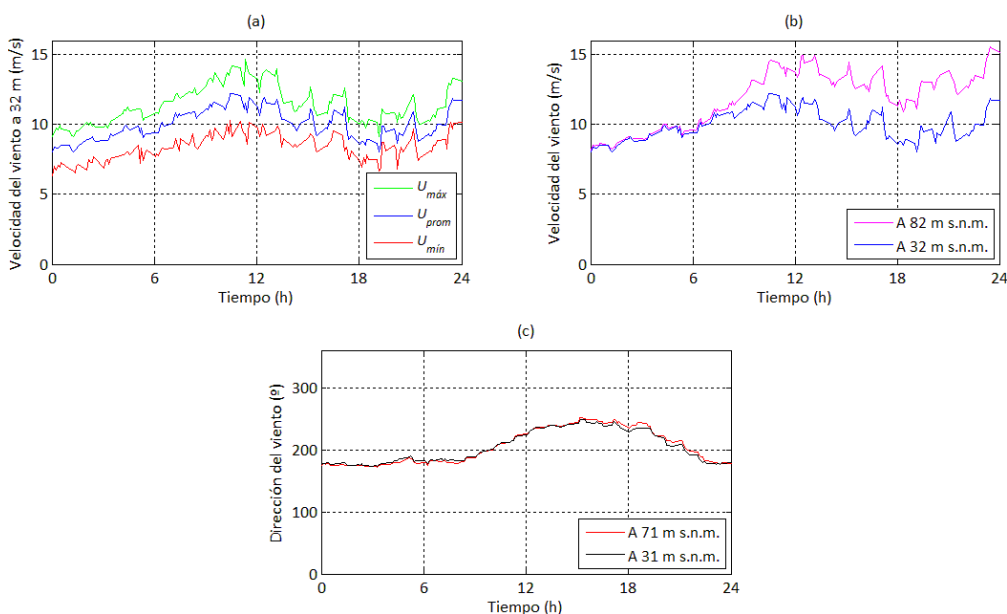 (a)
Velocidad del viento a 32 m (m/s)
15
10
5
0
0 6 12 18 24
Tiempo (h)
Umáx
Uprom
Umín
(b)
Velocidad del viento (m/s)
15
10
5
0
0 6 12 18 24
Tiempo (h)
A 82 m s.n.m.
A 32 m s.n.m.
(c)
Dirección del viento (º)
300
200
100
0
0 6 12 18 24
Tiempo (h)
A 71 m s.n.m.
A 31 m s.n.m.